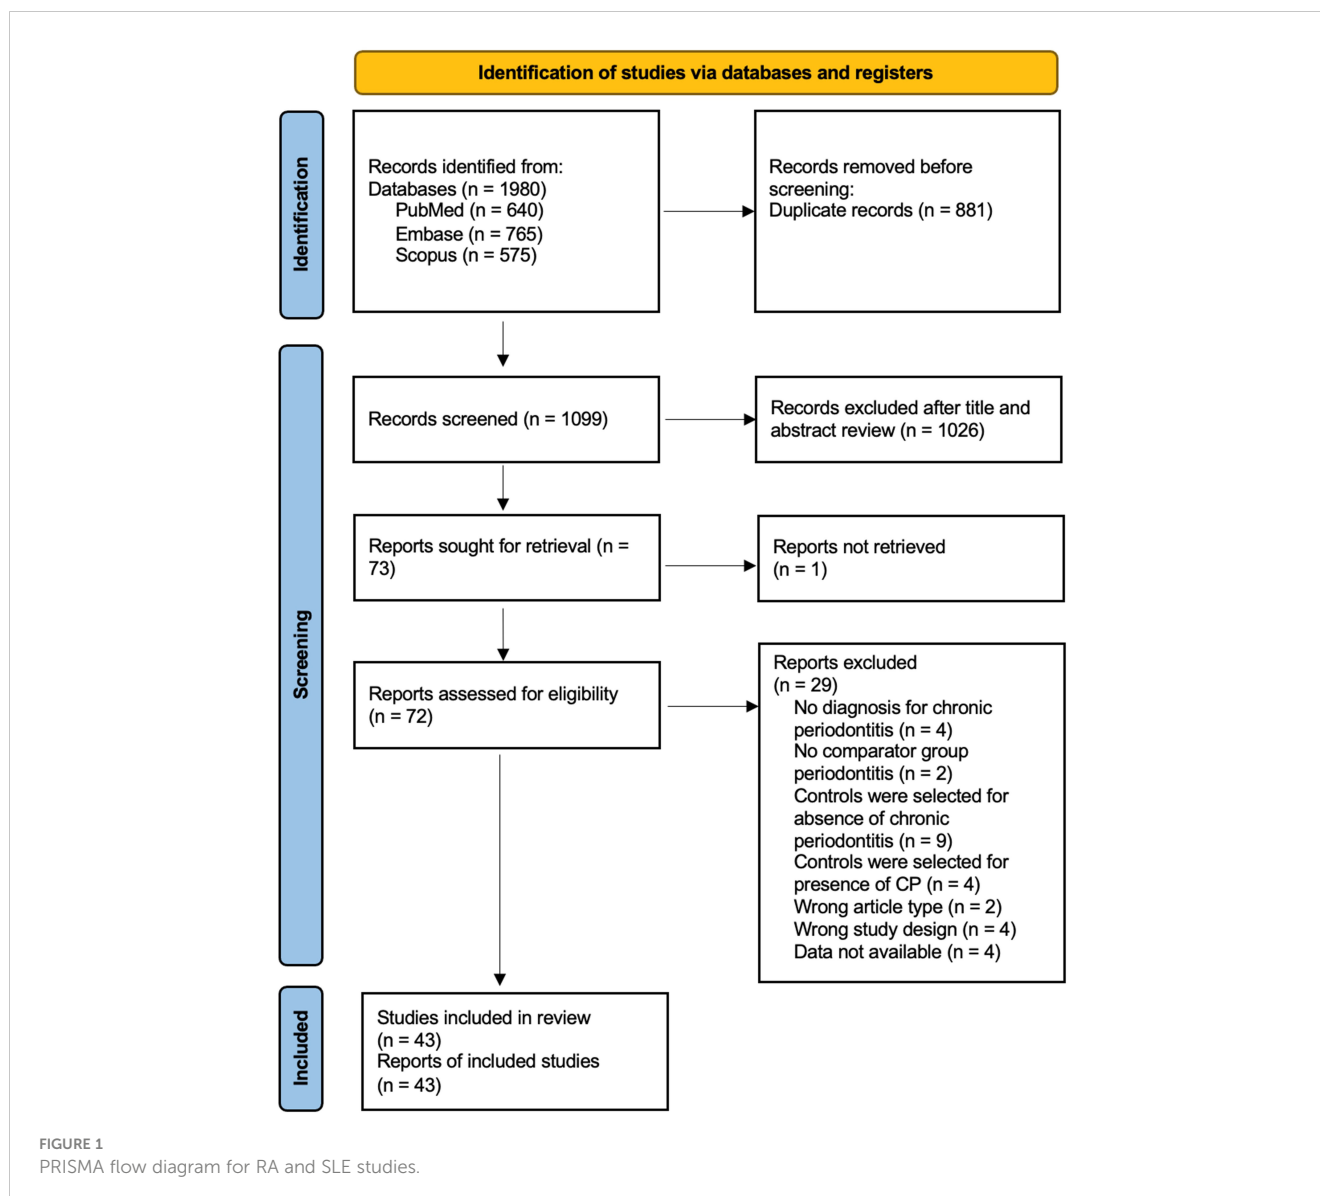 Identification of studies via databases and registers
Identification
Records identified from:
Databases (n = 1980)
PubMed (n = 640)
Embase (n = 765)
Scopus (n = 575)
Records removed before
screening:
Duplicate records (n = 881)
Screening
Records screened (n = 1099)
Records excluded after title and
abstract review (n = 1026)
Reports sought for retrieval (n =
73)
Reports not retrieved
(n = 1)
Reports assessed for eligibility
(n = 72)
Reports excluded
(n = 29)
No diagnosis for chronic
periodontitis (n = 4)
No comparator group
periodontitis (n = 2)
Controls were selected for
absence of chronic
periodontitis (n = 9)
Controls were selected for
presence of CP (n = 4)
Wrong article type (n = 2)
Wrong study design (n = 4)
Data not available (n = 4)
Included
Studies included in review
(n = 43)
Reports of included studies
(n = 43)
FIGURE 1
PRISMA flow diagram for RA and SLE studies.